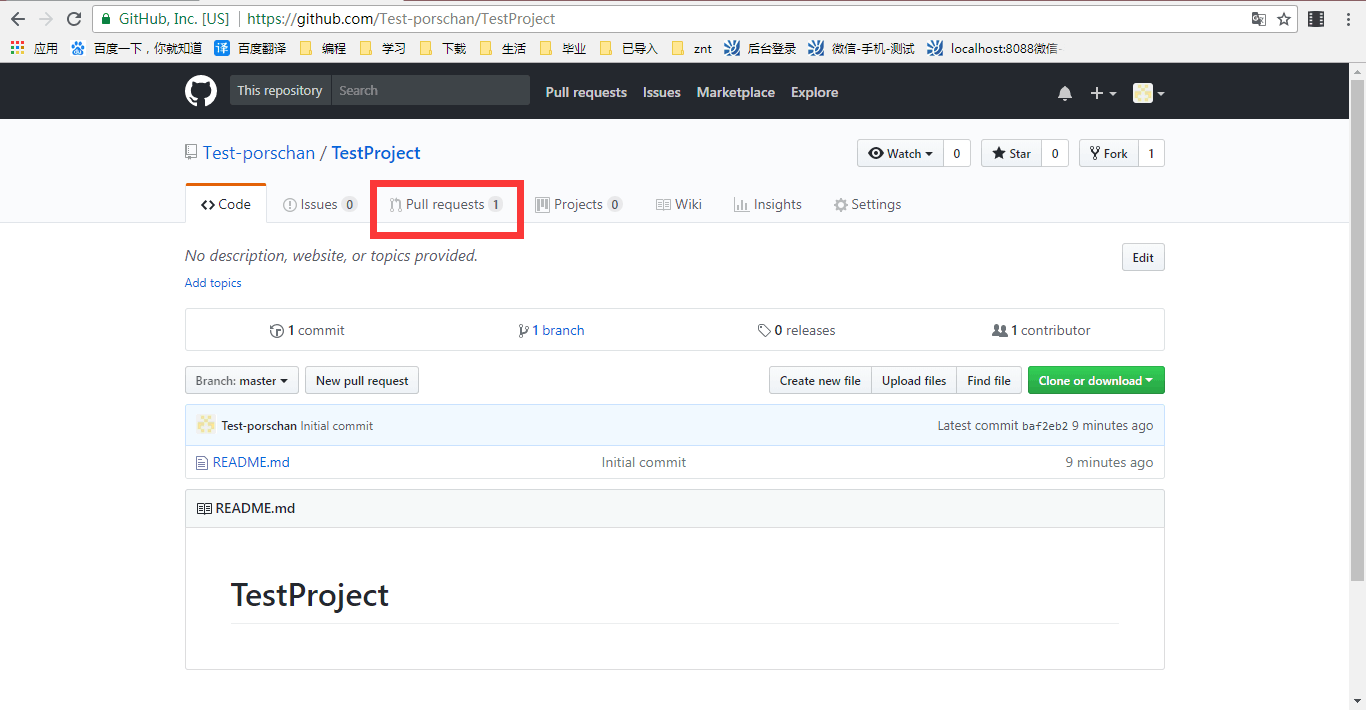 GitHub, Inc. [US] | https://github.com/Test-porschan/TestProject
应用 百度一下，你就知道 译 百度翻译 编程 学习 下载 生活 毕业 已导入 znt 后台登录 微信-手机-测试 localhost:8088微信-
This repository Search Pull requests Issues Marketplace Explore
Test-porschan / TestProject Watch 0 Star 0 Fork 1
Code Issues 0 Pull requests 1 Projects 0 Wiki Insights Settings
No description, website, or topics provided. Edit
Add topics
1 commit 1 branch 0 releases 1 contributor
Branch: master New pull request Create new file Upload files Find file Clone or download
Test-porschan Initial commit Latest commit baf2eb2 9 minutes ago
README.md Initial commit 9 minutes ago
README.md
TestProject